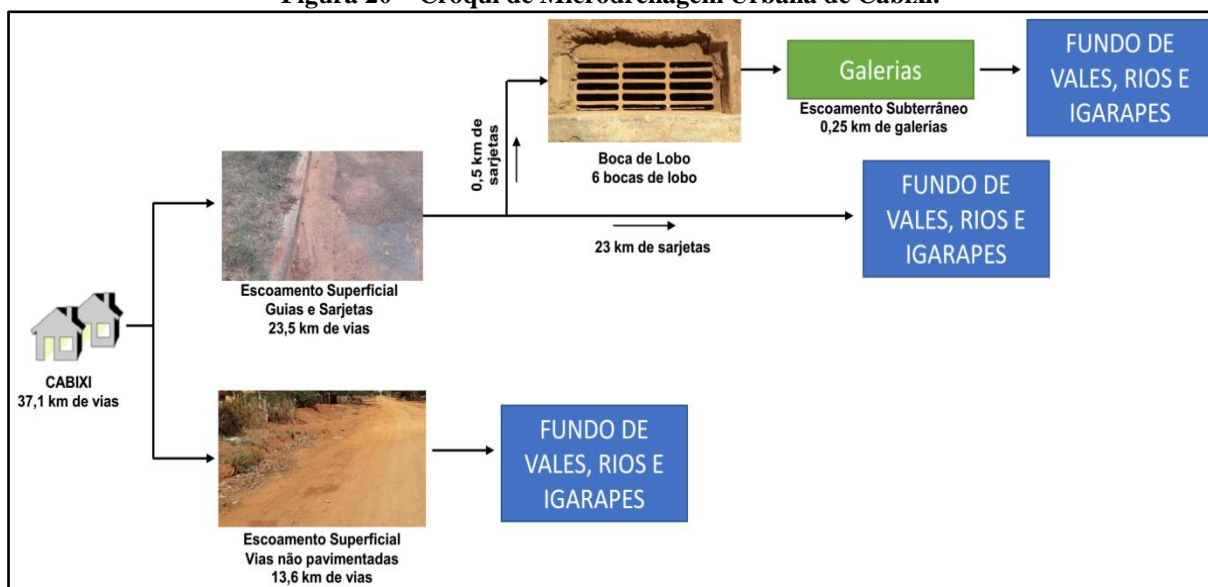 Figura 20 – Croqui de Microdrenagem Urbana de Cabixi.
CABIXI
37,1 km de vias
Escoamento Superficial
Guias e Sarjetas
23,5 km de vias
0,5 km de
sarjetas
Boca de Lobo
6 bocas de lobo
Galerias
Escoamento Subterrâneo
0,25 km de galerias
FUNDO DE
VALES, RIOS E
IGARAPES
23 km de sarjetas
FUNDO DE
VALES, RIOS E
IGARAPES
Escoamento Superficial
Vias não pavimentadas
13,6 km de vias
FUNDO DE
VALES, RIOS E
IGARAPES